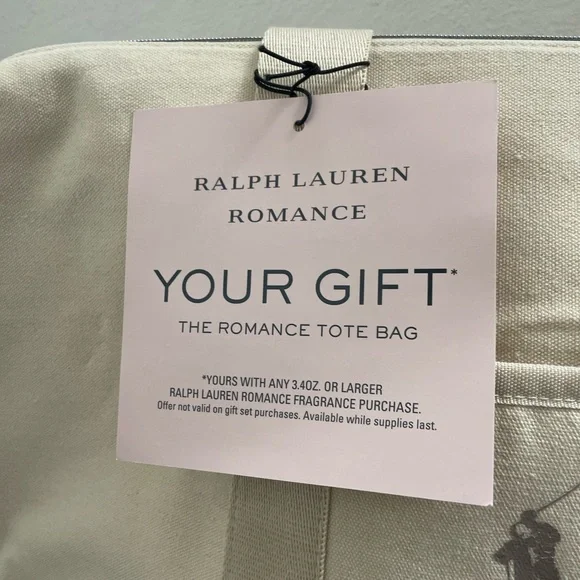 RALPH LAUREN
ROMANCE
YOUR GIFT*
THE ROMANCE TOTE BAG
*YOURS WITH ANY 3.4OZ. OR LARGER
RALPH LAUREN ROMANCE FRAGRANCE PURCHASE.
Offer not valid on gift set purchases. Available while supplies last.